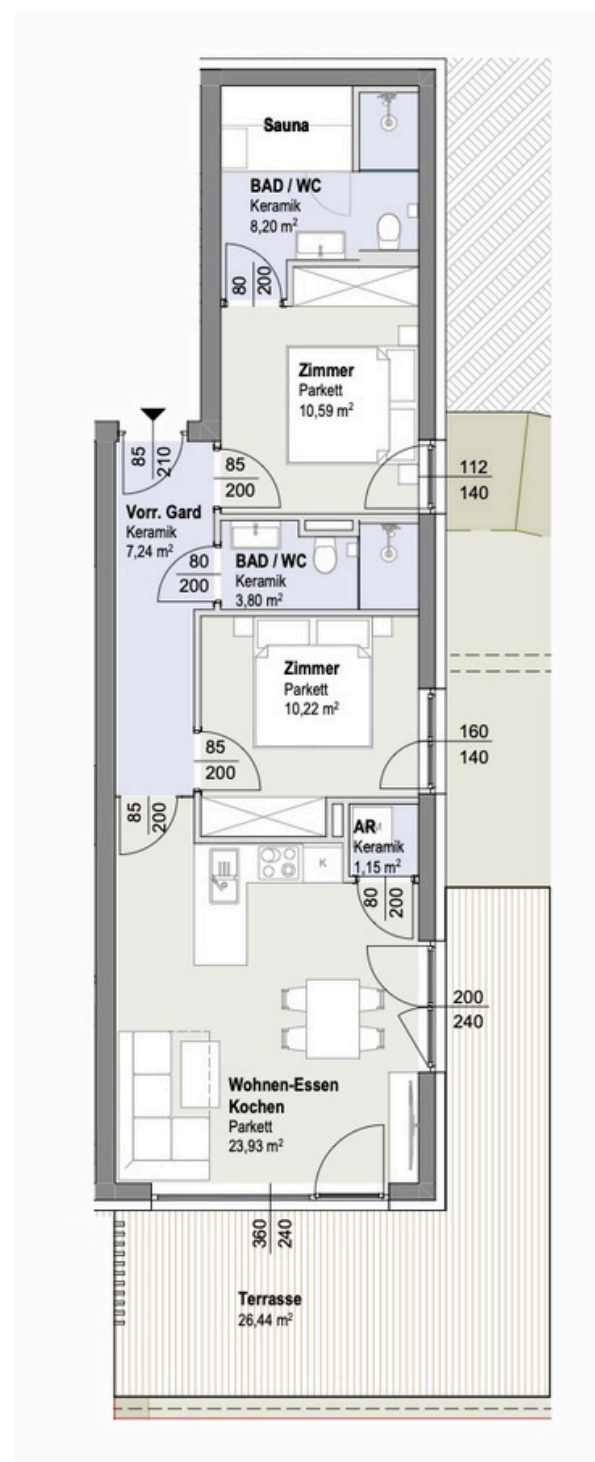 Sauna
BAD / WC
Keramik
8,20 m²
80
200
Zimmer
Parkett
10,59 m²
85
210
85
200
112
140
Vorr. Gard
Keramik
7,24 m²
80
200
BAD / WC
Keramik
3,80 m²
Zimmer
Parkett
10,22 m²
160
140
85
200
85
200
AR
Keramik
1,15 m²
K
80
200
200
240
Wohnen-Essen
Kochen
Parkett
23,93 m²
360
240
Terrasse
26,44 m²